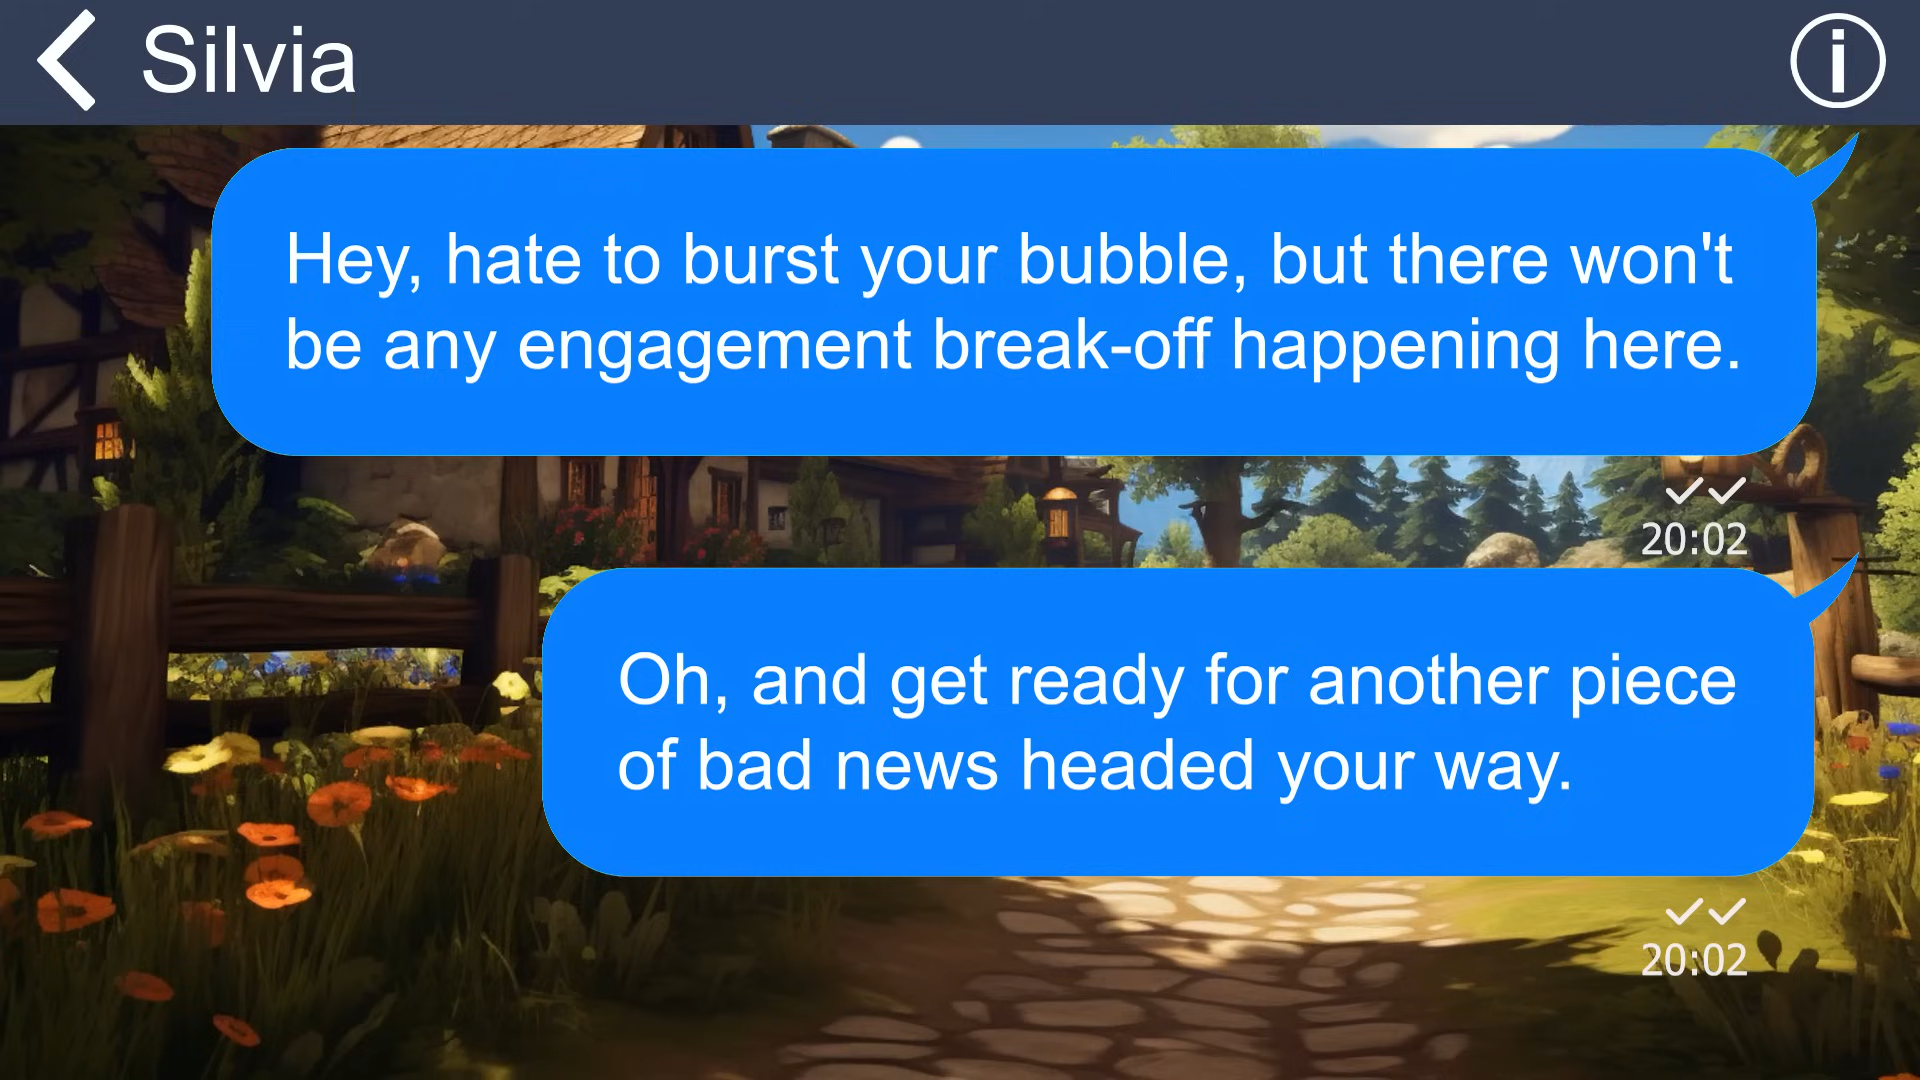 Silvia
Hey, hate to burst your bubble, but there won't
be any engagement break-off happening here.
20:02
Oh, and get ready for another piece
of bad news headed your way.
20:02